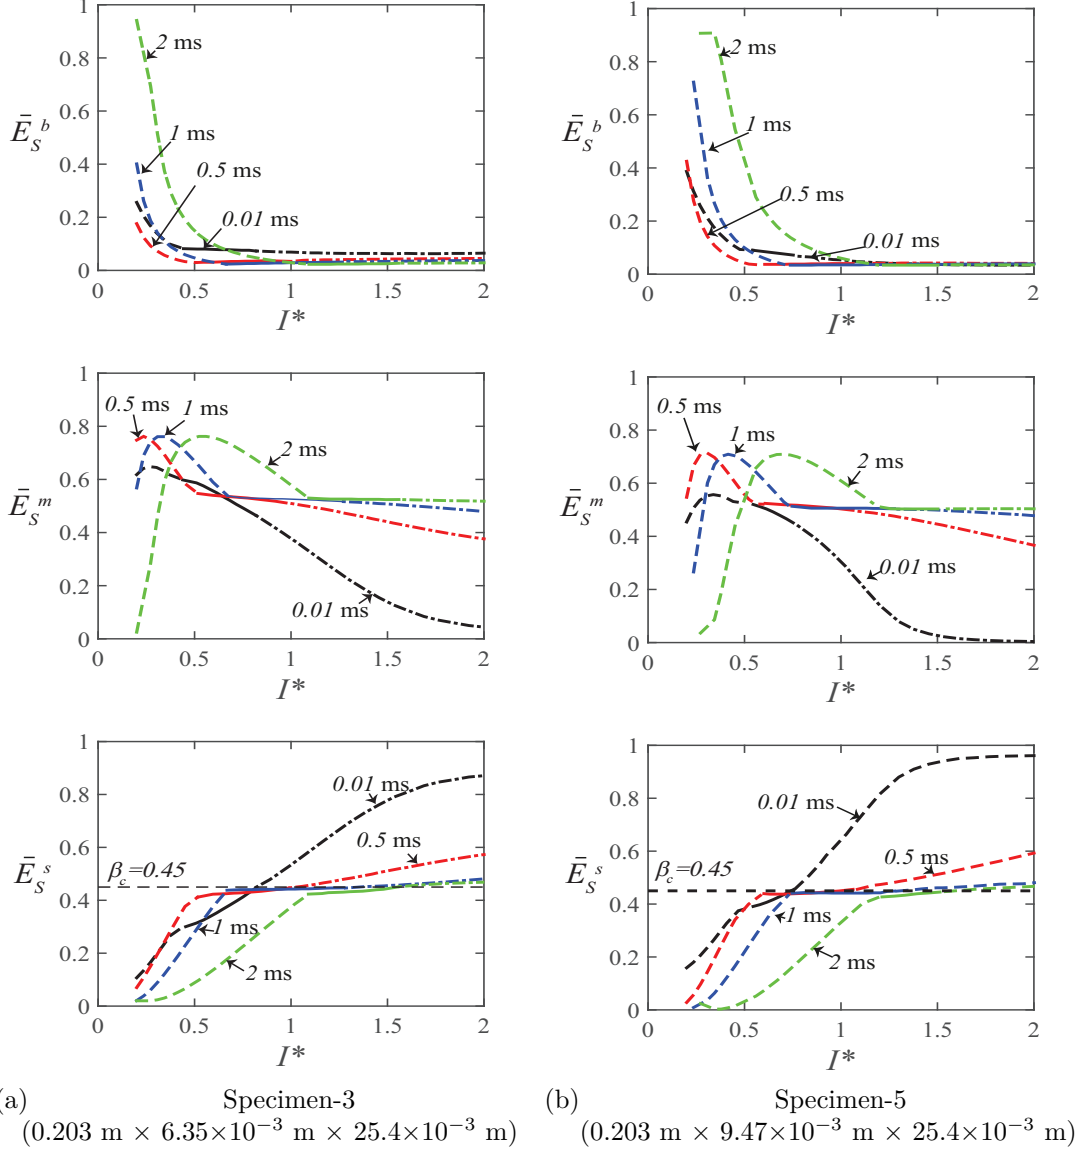 1
0.8
0.6
0.4
0.2
0
Ē_S^b
2 ms
1 ms
0.5 ms
0.01 ms
0 0.5 1 1.5 2
I*
1
0.8
0.6
0.4
0.2
0
Ē_S^b
2 ms
1 ms
0.5 ms
0.01 ms
0 0.5 1 1.5 2
I*
1
0.8
0.6
0.4
0.2
0
Ē_S^m
0.5 ms
1 ms
2 ms
0.01 ms
0 0.5 1 1.5 2
I*
1
0.8
0.6
0.4
0.2
0
Ē_S^m
0.5 ms
1 ms
2 ms
0.01 ms
0 0.5 1 1.5 2
I*
1
0.8
0.6
0.4
0.2
0
Ē_S^s
0.01 ms
0.5 ms
β_c=0.45
1 ms
2 ms
0 0.5 1 1.5 2
I*
1
0.8
0.6
0.4
0.2
0
Ē_S^s
0.01 ms
0.5 ms
β_c=0.45
1 ms
2 ms
0 0.5 1 1.5 2
I*
(a) Specimen-3
(0.203 m × 6.35×10⁻³ m × 25.4×10⁻³ m)
(b) Specimen-5
(0.203 m × 9.47×10⁻³ m × 25.4×10⁻³ m)